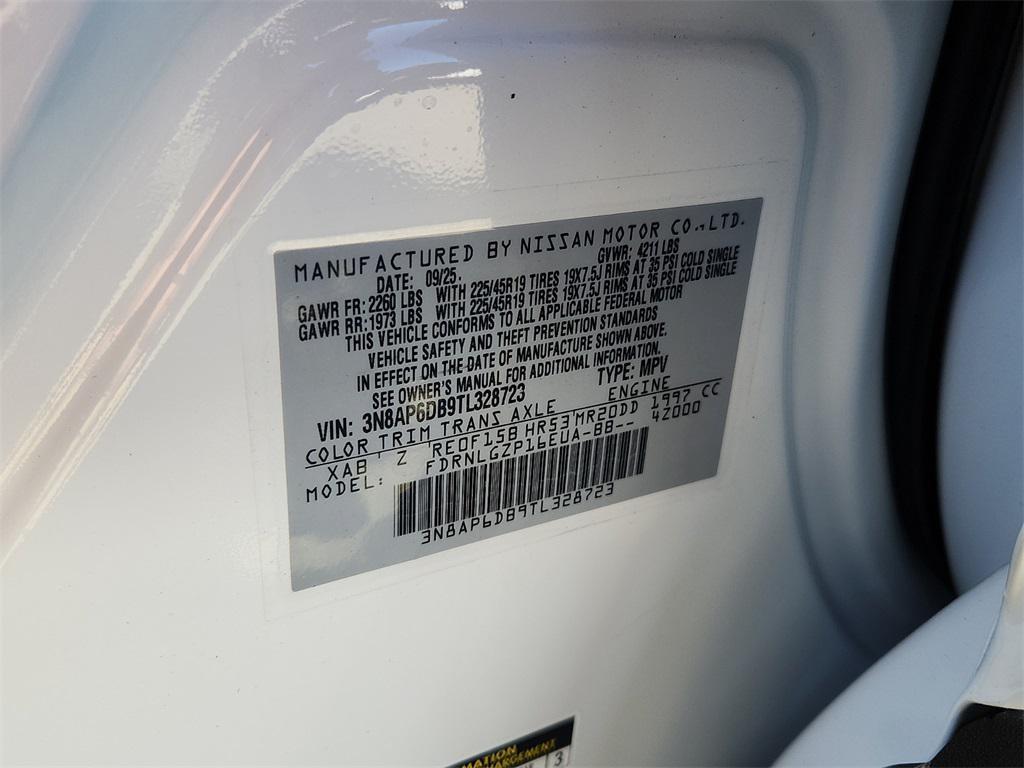 MANUFACTURED BY NISSAN MOTOR CO.,LTD.
DATE: 09/25. GVWR: 4211 LBS
GAWR FR: 2260 LBS WITH 225/45R19 TIRES 19X7.5J RIMS AT 35 PSI COLD SINGLE
GAWR RR: 1973 LBS WITH 225/45R19 TIRES 19X7.5J RIMS AT 35 PSI COLD SINGLE
THIS VEHICLE CONFORMS TO ALL APPLICABLE FEDERAL MOTOR
VEHICLE SAFETY AND THEFT PREVENTION STANDARDS
IN EFFECT ON THE DATE OF MANUFACTURE SHOWN ABOVE.
SEE OWNER'S MANUAL FOR ADDITIONAL INFORMATION.
VIN: 3N8AP6DB9TL328723 TYPE: MPV
COLOR TRIM TRANS AXLE ENGINE
XAB ' Z 'RE0F15B HR53'MR20DD 1997 CC
MODEL: FDRNLGZP16EUA-BB-- 4Z000
3N8AP6DB9TL328723
MATION
3